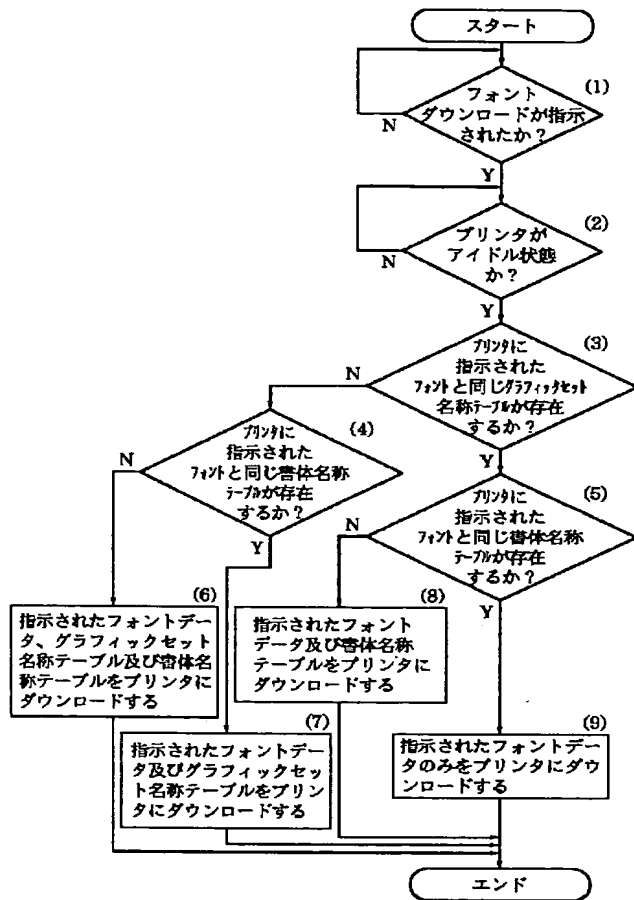 スタート
(1)
フォント
ダウンロードが指示
されたか？
N
Y
(2)
プリンタが
アイドル状態
か？
N
Y
(3)
プリンタに
指示された
フォントと同じグラフィックセット
名称テーブルが存在
するか？
N
Y
(4)
プリンタに
指示された
フォントと同じ書体名称
テーブルが存在
するか？
N
Y
(5)
プリンタに
指示された
フォントと同じ書体名称
テーブルが存在
するか？
N
Y
(6)
指示されたフォントデー
タ、グラフィックセット
名称テーブル及び書体名
称テーブルをプリンタに
ダウンロードする
(8)
指示されたフォント
データ及び書体名称
テーブルをプリンタに
ダウンロードする
(7)
指示されたフォントデー
タ及びグラフィックセッ
ト名称テーブルをプリン
タにダウンロードする
(9)
指示されたフォントデー
タのみをプリンタにダウ
ンロードする
エンド